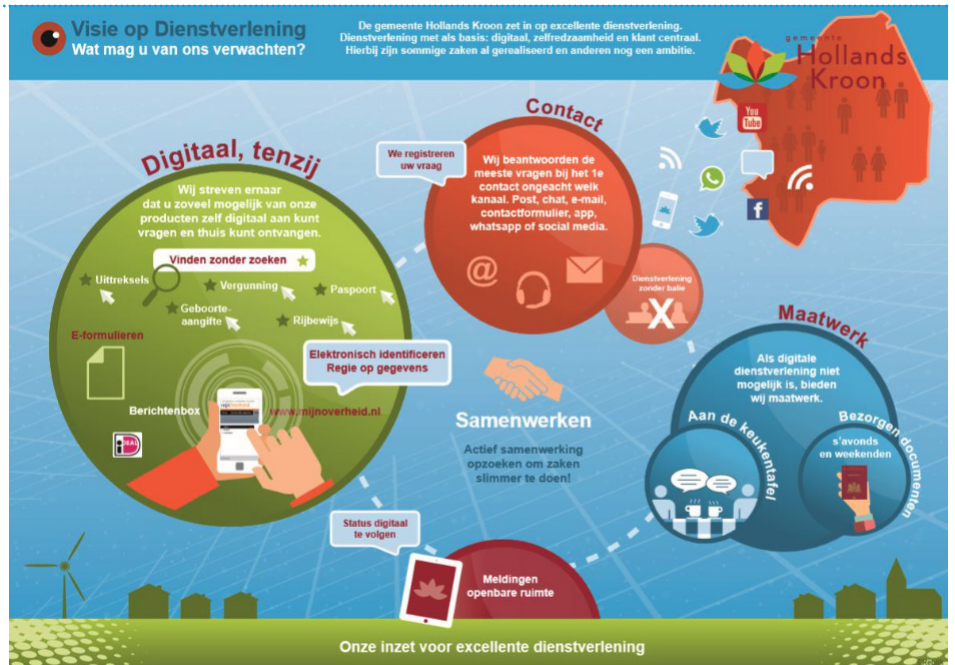 Visie op Dienstverlening
Wat mag u van ons verwachten?
De gemeente Hollands Kroon zet in op excellente dienstverlening.
Dienstverlening met als basis: digitaal, zelfredzaamheid en klant centraal.
Hierbij zijn sommige zaken al gerealiseerd en anderen nog een ambitie.
gemeente
Hollands
Kroon
You
Tube
Contact
We registreren
uw vraag
Wij beantwoorden de
meeste vragen bij het 1e
contact ongeacht welk
kanaal. Post, chat, e-mail,
contactformulier, app,
whatsapp of social media.
@
f
Dienstverlening
zonder balie
X
Digitaal, tenzij
Wij streven ernaar
dat u zoveel mogelijk van onze
producten zelf digitaal aan kunt
vragen en thuis kunt ontvangen.
Vinden zonder zoeken
Uittreksels
Vergunning
Paspoort
Geboorte-
aangifte
Rijbewijs
E-formulieren
Elektronisch identificeren
Regie op gegevens
Berichtenbox
www.mijnoverheid.nl
iDEAL
Samenwerken
Actief samenwerking
opzoeken om zaken
slimmer te doen!
Maatwerk
Als digitale
dienstverlening niet
mogelijk is, bieden
wij maatwerk.
Aan de keukentafel
Bezorgen documenten
s'avonds
en weekenden
Status digitaal
te volgen
Meldingen
openbare ruimte
Onze inzet voor excellente dienstverlening